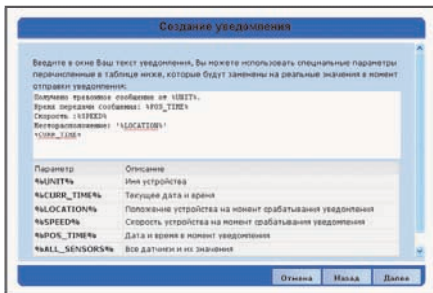 Создание уведомления
Введите в окне Ваш текст уведомления, Вы можете использовать специальные параметры
перечисленные в таблице ниже, которые будут заменены на реальные значения в момент
отправки уведомления:
Получено тревожное сообщение от %UNIT%.
Время передачи сообщения: %POS_TIME%
Скорость :%SPEED%
Месторасположение: '%LOCATION%'
%CURR_TIME%
Параметр Описание
%UNIT% Имя устройства
%CURR_TIME% Текущее дата и время
%LOCATION% Положение устройства на момент срабатывания уведомления
%SPEED% Скорость устройства на момент срабатывания уведомления
%POS_TIME% Дата и время в момент уведомления
%ALL_SENSORS% Все датчики и их значения
Отмена Назад Далее